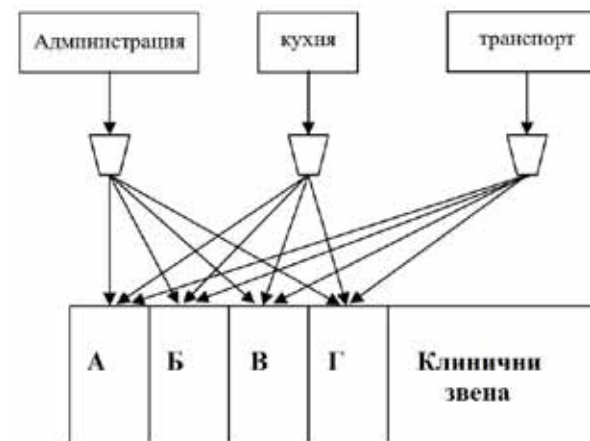 Администрация
кухня
транспорт
А
Б
В
Г
Клинични
звена